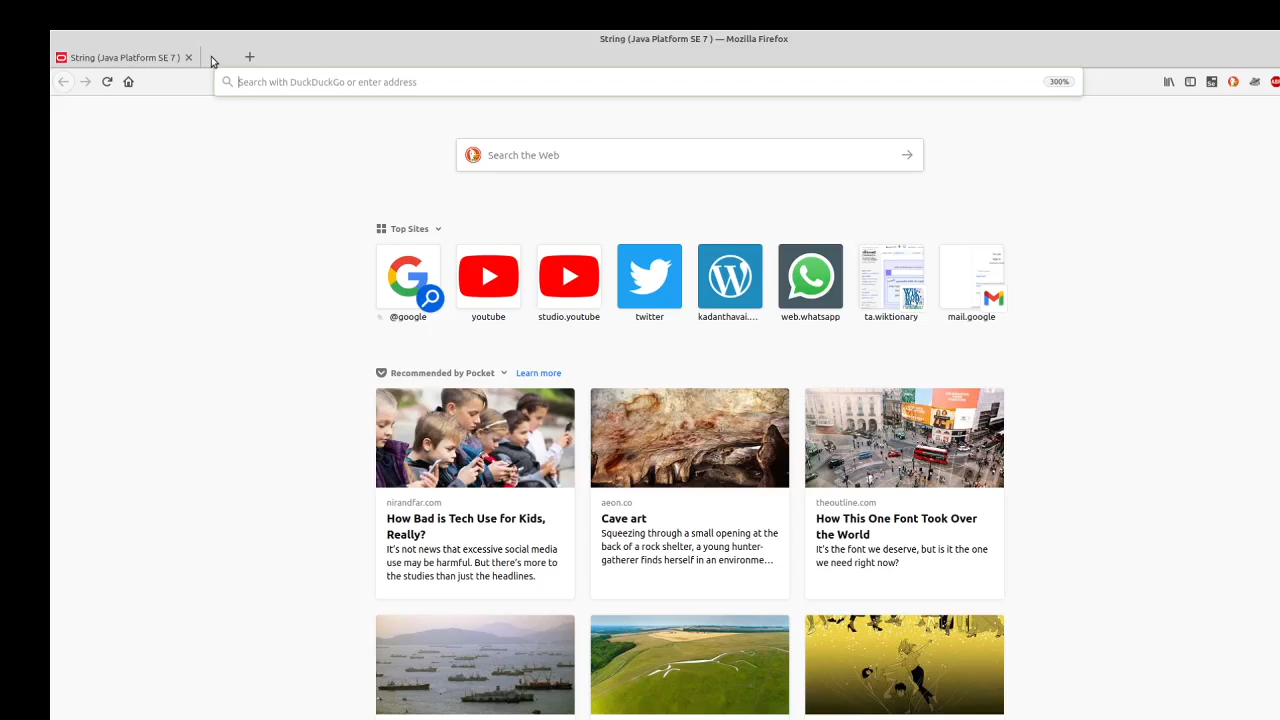 String (Java Platform SE 7 ) — Mozilla Firefox
String (Java Platform SE 7 )
Search with DuckDuckGo or enter address
300%
Search the Web
Top Sites
@google
youtube
studio.youtube
twitter
kadanthavai....
web.whatsapp
ta.wiktionary
mail.google
Recommended by Pocket
Learn more
nirandfar.com
How Bad is Tech Use for Kids,
Really?
It's not news that excessive social media
use may be harmful. But there's more to
the studies than just the headlines.
aeon.co
Cave art
Squeezing through a small opening at the
back of a rock shelter, a young hunter-
gatherer finds herself in an environme...
theoutline.com
How This One Font Took Over
the World
It's the font we deserve, but is it the one
we need right now?